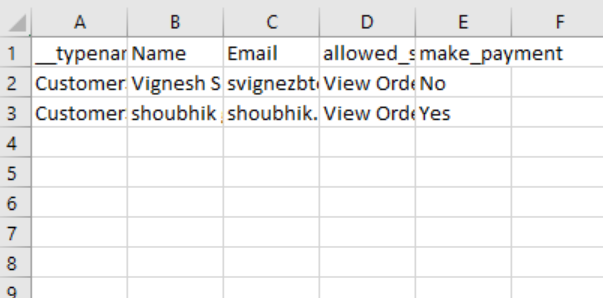 A B C D E F
1 __typenar Name Email allowed_s make_payment
2 Customer Vignesh S svignezbt View Orde No
3 Customer shoubhik shoubhik. View Orde Yes
4
5
6
7
8
9